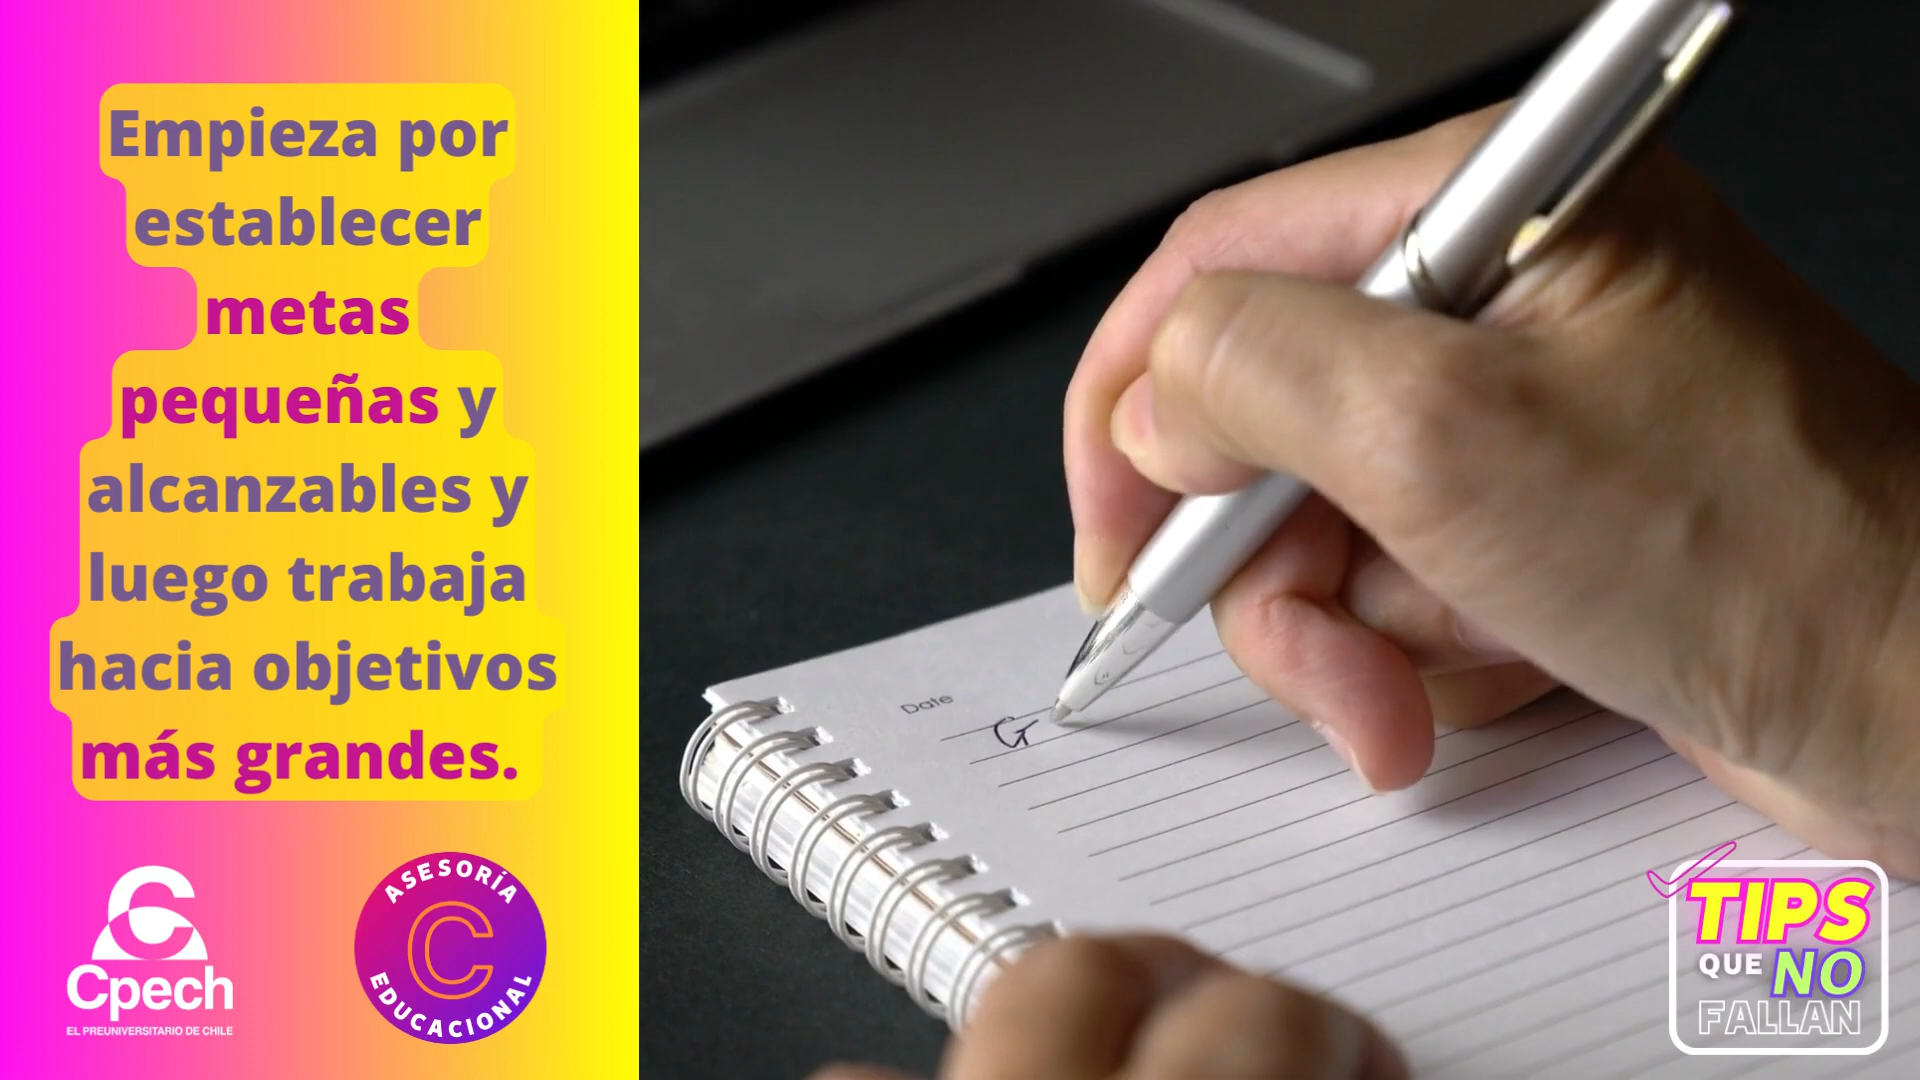 Empieza por
establecer
metas
pequeñas y
alcanzables y
luego trabaja
hacia objetivos
más grandes.
Cpech
EL PREUNIVERSITARIO DE CHILE
ASESORÍA
C
EDUCACIONAL
Date
G
TIPS
QUE NO
FALLAN